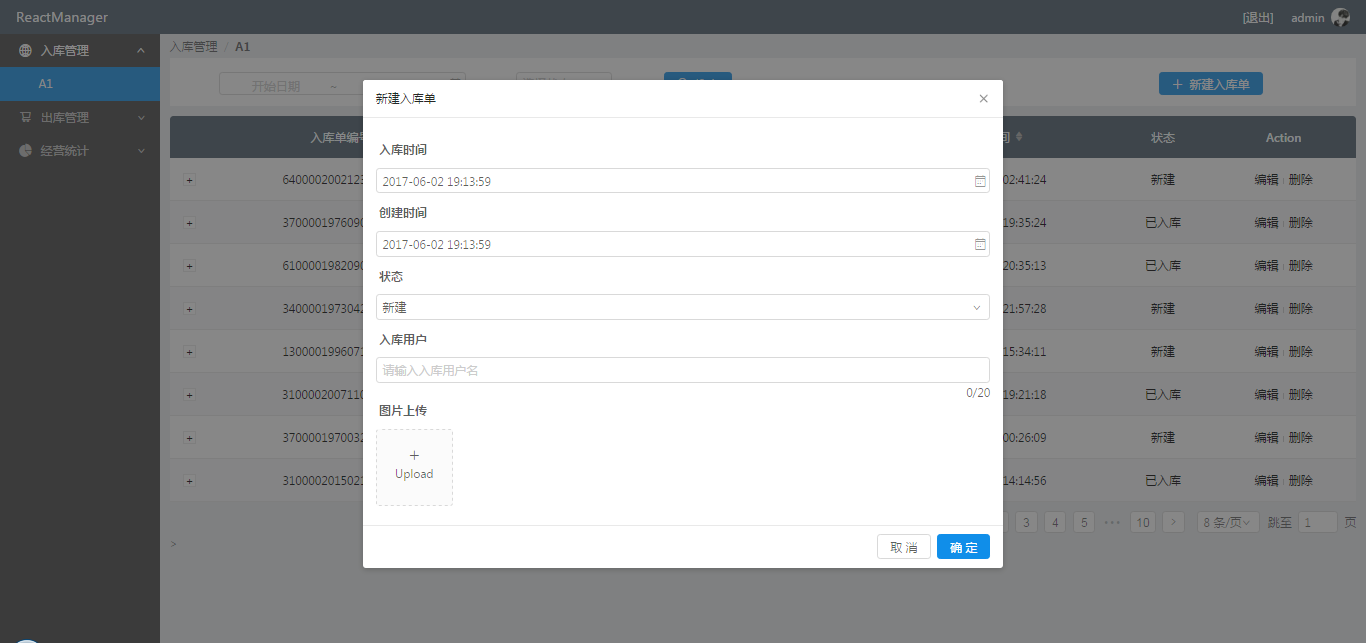 ReactManager
[退出] admin
入库管理
A1
出库管理
经营统计
入库管理 / A1
开始日期 ~
+ 新建入库单
入库单编号
状态 Action
6400002002123 02:41:24 新建 编辑 删除
370000197609 19:35:24 已入库 编辑 删除
610000198209 20:35:13 已入库 编辑 删除
3400001973042 21:57:28 新建 编辑 删除
130000199607 15:34:11 新建 编辑 删除
310000200711 19:21:18 已入库 编辑 删除
3700001970032 00:26:09 新建 编辑 删除
310000201502 14:14:56 已入库 编辑 删除
3 4 5 ••• 10 > 8 条/页 跳至 1 页
>
新建入库单
入库时间
2017-06-02 19:13:59
创建时间
2017-06-02 19:13:59
状态
新建
入库用户
请输入入库用户名
0/20
图片上传
+
Upload
取 消 确 定